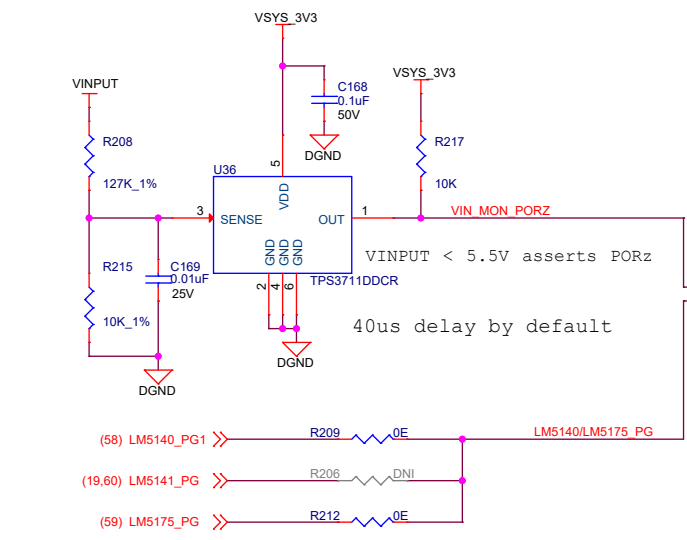 VSYS_3V3
VINPUT
C168
0.1uF
50V
DGND
VSYS_3V3
R208
127K_1%
R217
10K
U36
5
VDD
3
SENSE
OUT
1
VIN_MON_PORZ
GND
GND
GND
2
4
6
TPS3711DDCR
VINPUT < 5.5V asserts PORz
R215
10K_1%
C169
0.01uF
25V
40us delay by default
DGND
DGND
(58) LM5140_PG1
R209
0E
LM5140/LM5175_PG
(19,60) LM5141_PG
R206
DNI
(59) LM5175_PG
R212
0E